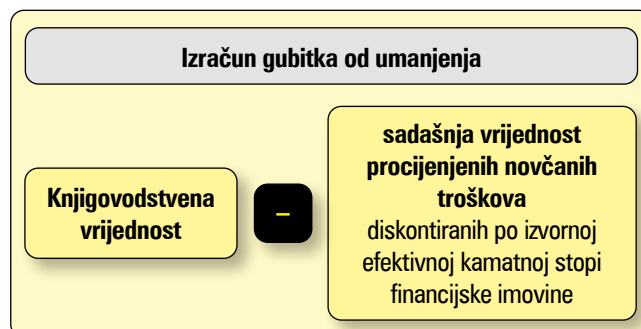 Izračun gubitka od umanjenja
Knjigovodstvena
vrijednost
–
sadašnja vrijednost
procijenjenih novčanih
troškova
diskontiranih po izvornoj
efektivnoj kamatnoj stopi
financijske imovine